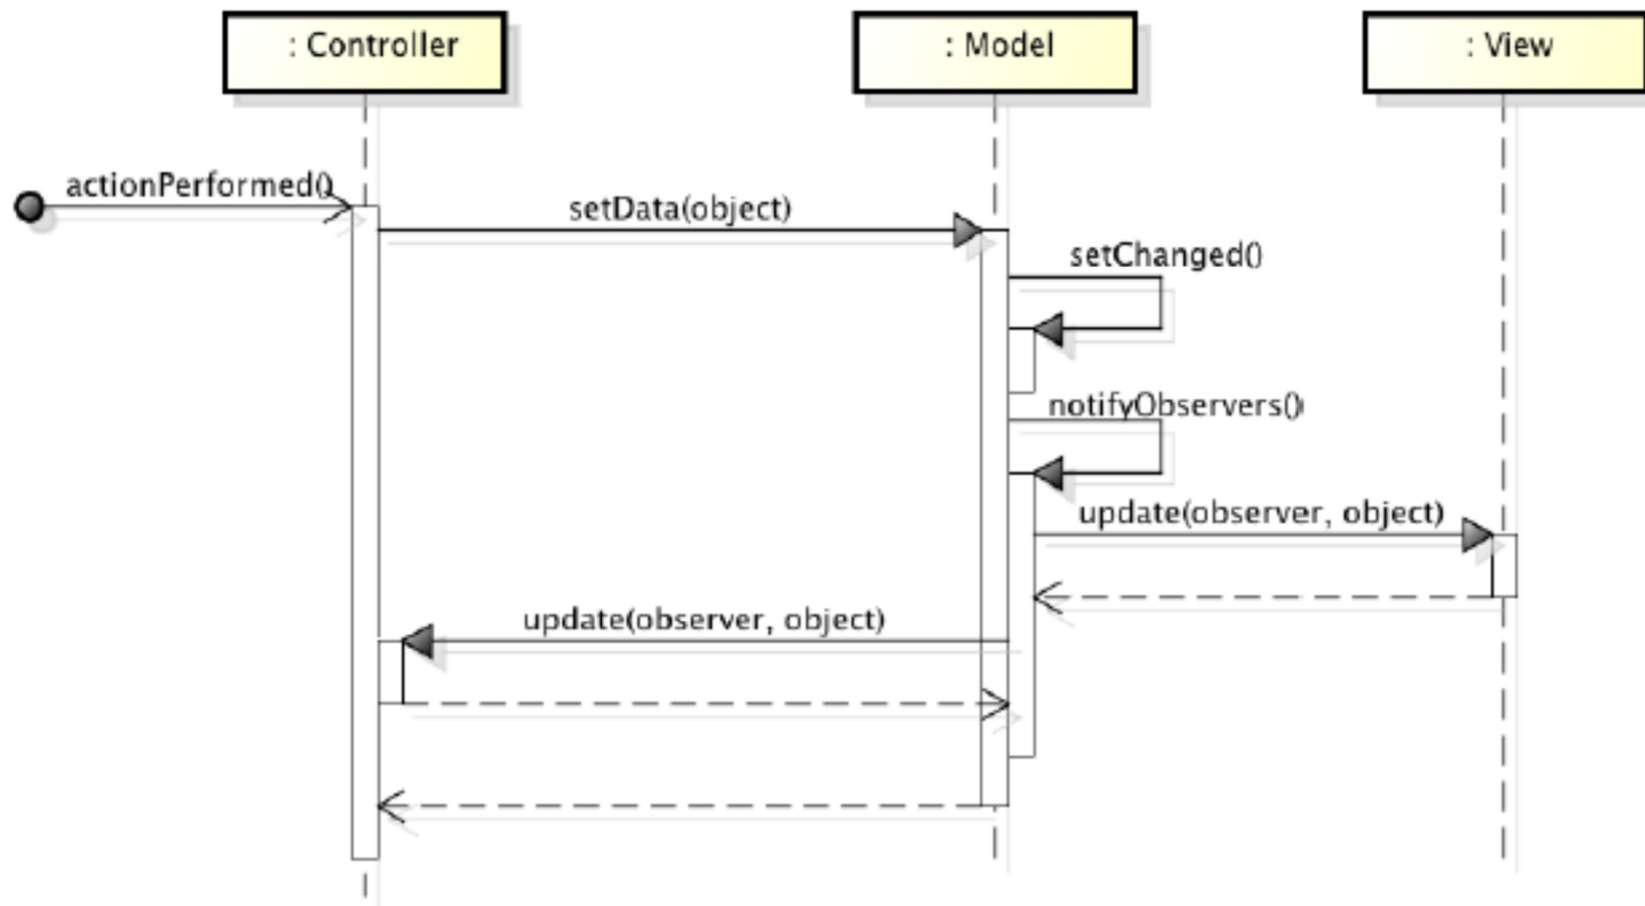 : Controller
: Model
: View
actionPerformed()
setData(object)
setChanged()
notifyObservers()
update(observer, object)
update(observer, object)